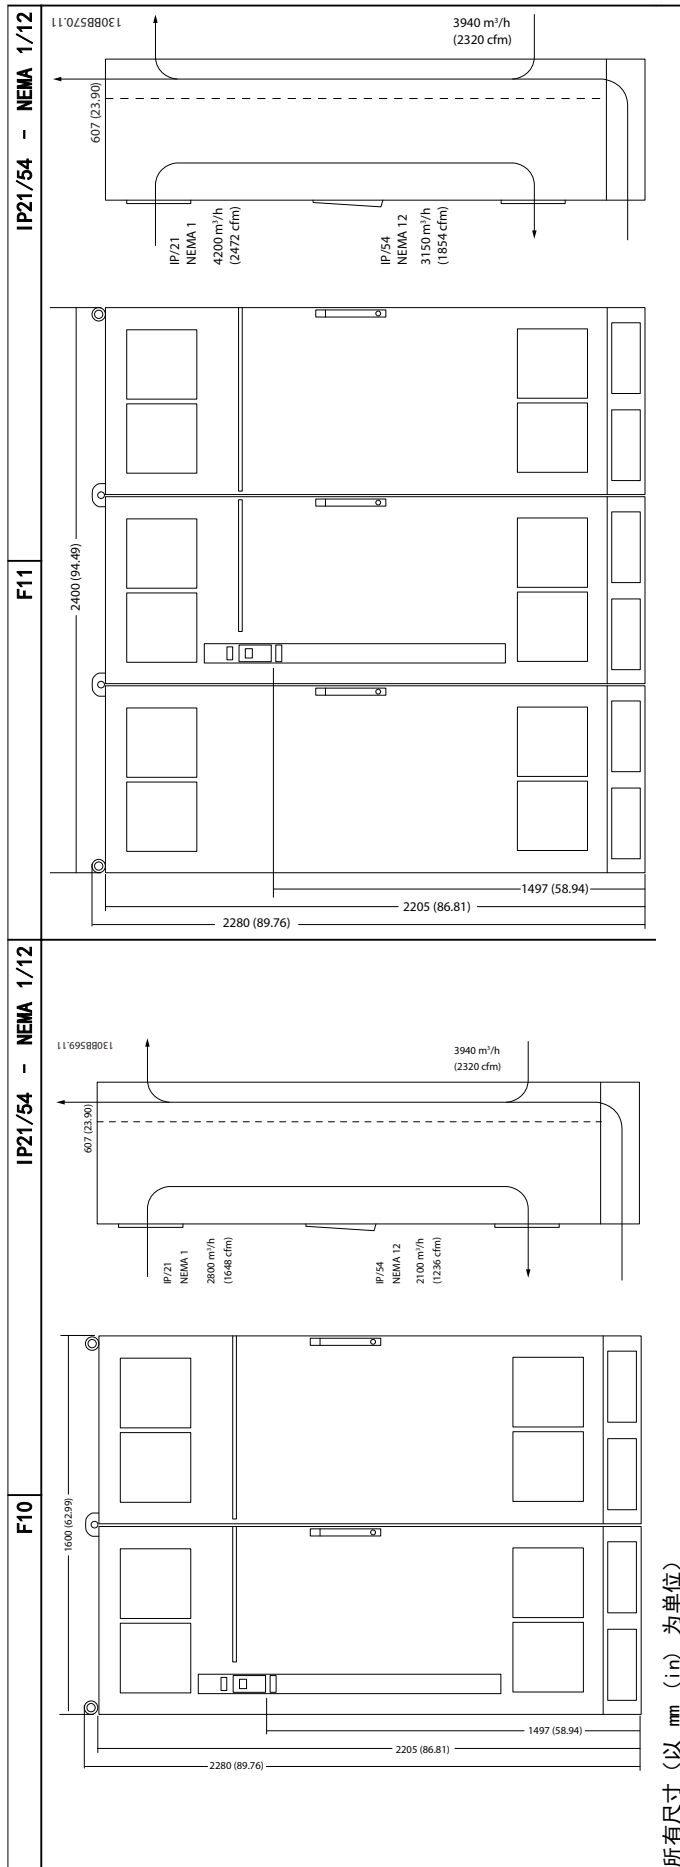 F10
IP21/54 - NEMA 1/12
F11
IP21/54 - NEMA 1/12
130BB569.11
607 (23.90)
3940 m³/h
(2320 cfm)
IP/21
NEMA 1
2800 m³/h
(1648 cfm)
IP/54
NEMA 12
2100 m³/h
(1236 cfm)
1600 (62.99)
1497 (58.94)
2205 (86.81)
2280 (89.76)
130BB570.11
607 (23.90)
3940 m³/h
(2320 cfm)
IP/21
NEMA 1
4200 m³/h
(2472 cfm)
IP/54
NEMA 12
3150 m³/h
(1854 cfm)
2400 (94.49)
1497 (58.94)
2205 (86.81)
2280 (89.76)
所有尺寸（以 mm (in) 为单位）